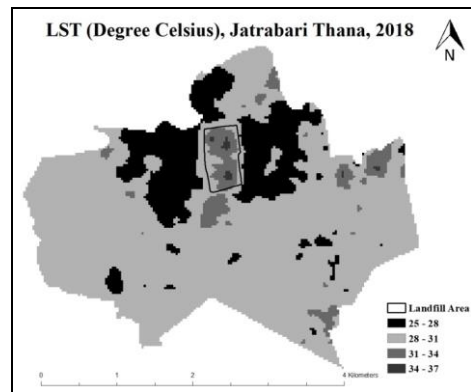 LST (Degree Celsius), Jatrabari Thana, 2018
N
Landfill Area
25 - 28
28 - 31
31 - 34
34 - 37
0 1 2 4 Kilometers